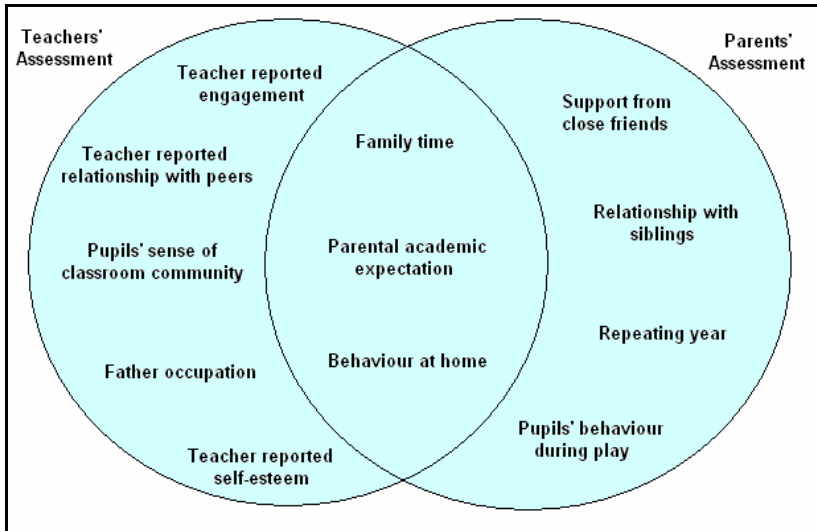 Teachers'
Assessment
Teacher reported
engagement
Teacher reported
relationship with peers
Pupils' sense of
classroom community
Father occupation
Teacher reported
self-esteem
Family time
Parental academic
expectation
Behaviour at home
Parents'
Assessment
Support from
close friends
Relationship with
siblings
Repeating year
Pupils' behaviour
during play